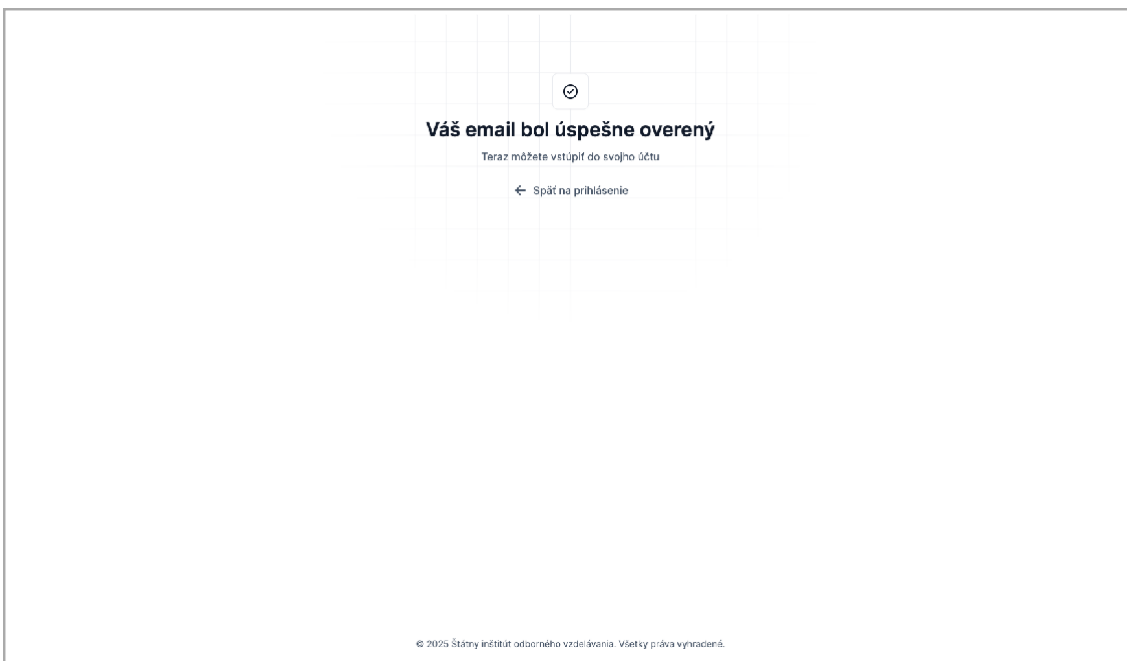 Váš email bol úspešne overený
Teraz môžete vstúpiť do svojho účtu
Späť na prihlásenie
© 2025 Štátny inštitút odborného vzdelávania. Všetky práva vyhradené.